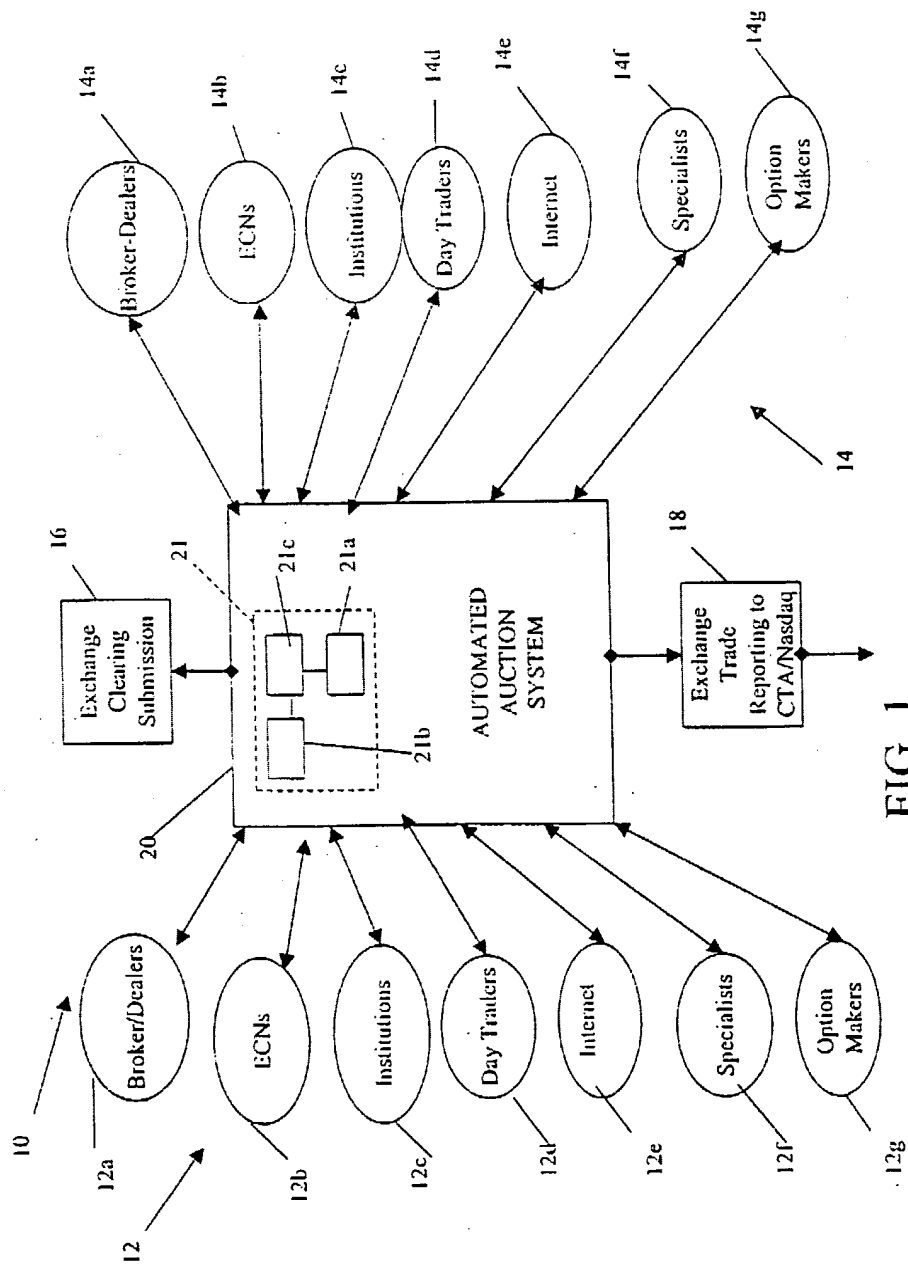 10
12
12a
Broker/Dealers
12b
ECNs
12c
Institutions
12d
Day Traders
12e
Internet
12f
Specialists
12g
Option
Makers
16
Exchange
Clearing
Submission
20
21
21c
21a
21b
AUTOMATED
AUCTION
SYSTEM
18
Exchange
Trade
Reporting to
CTA/Nasdaq
14a
Broker-Dealers
14b
ECNs
14c
Institutions
14d
Day Traders
14e
Internet
14f
Specialists
14g
Option
Makers
14
FIG. 1